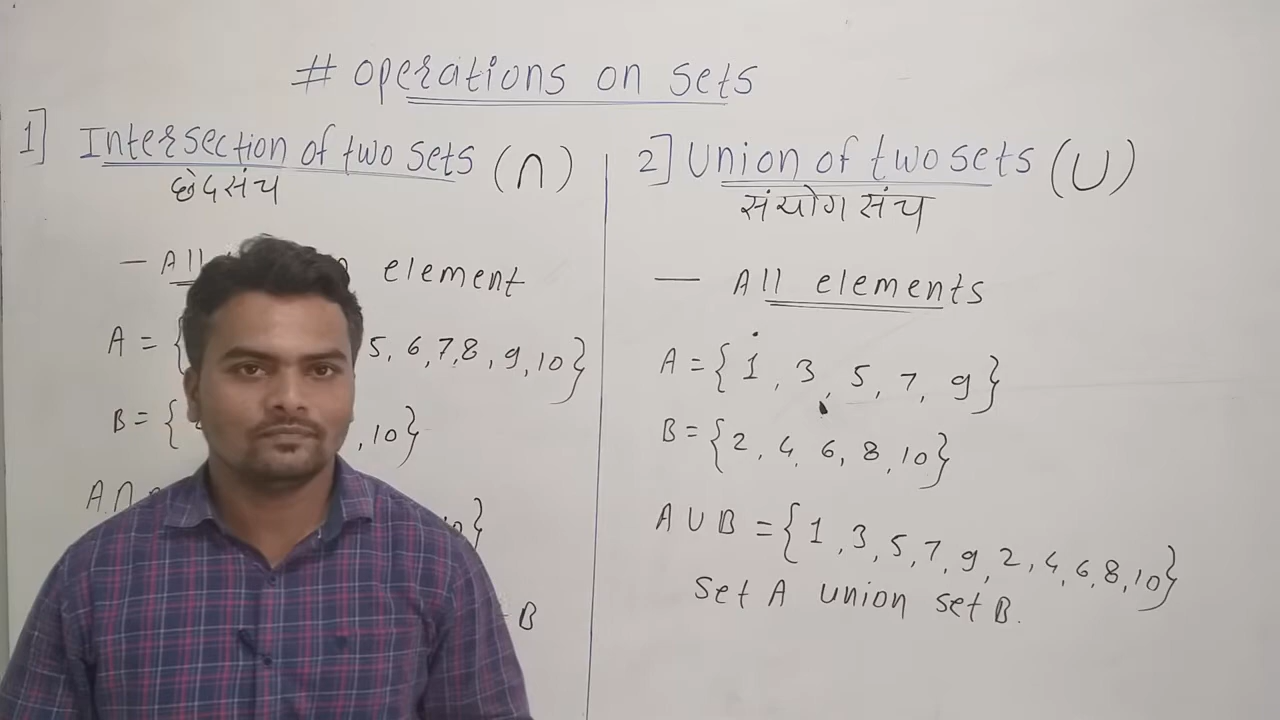 # Operations on sets
1] Intersection of two sets (∩)
छेदसंच
— All element
A = { 5, 6, 7, 8, 9, 10}
B = { , 10}
A∩ 10}
B
2] Union of two sets (∪)
संयोग संच
— All elements
A = {1, 3, 5, 7, 9}
B = {2, 4, 6, 8, 10}
A ∪ B = {1, 3, 5, 7, 9, 2, 4, 6, 8, 10}
Set A union set B.